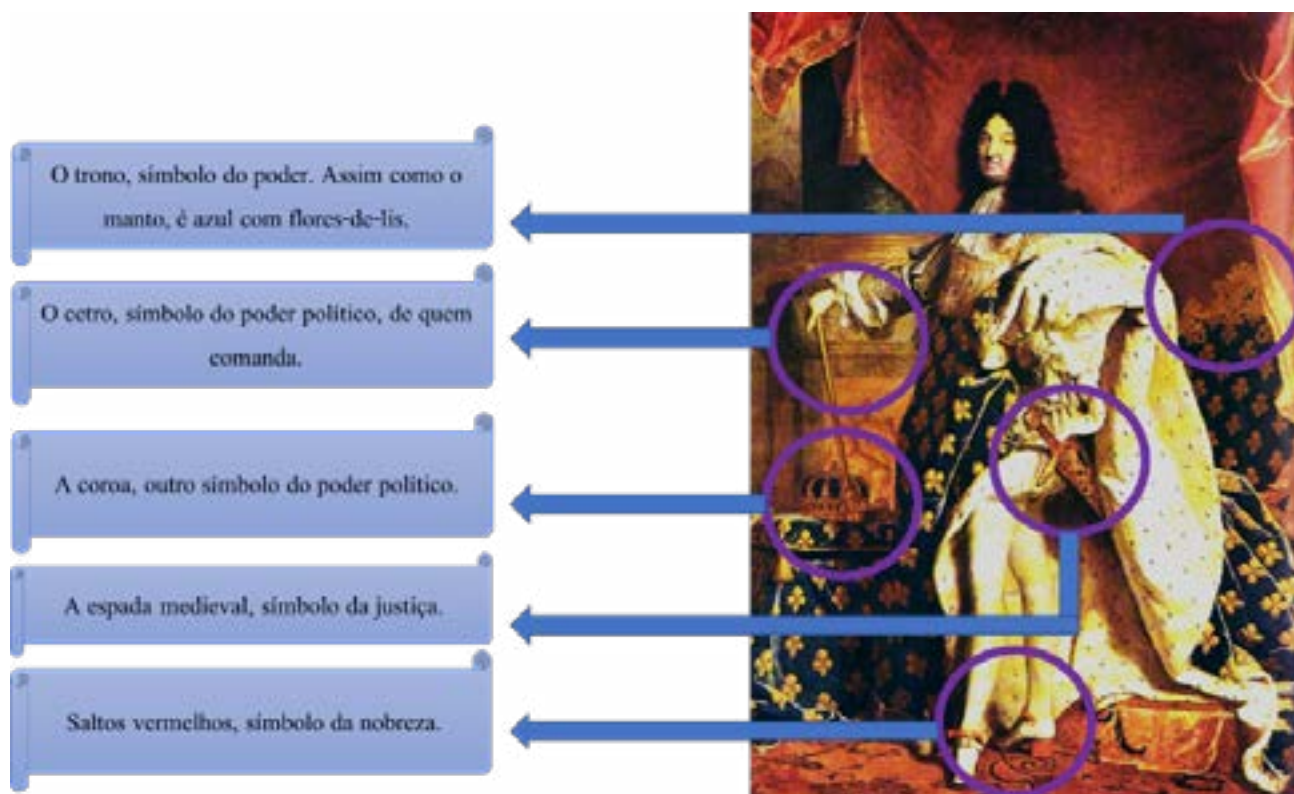 O trono, símbolo do poder. Assim como o
manto, é azul com flores-de-lis.
O cetro, símbolo do poder político, de quem
comanda.
A coroa, outro símbolo do poder político.
A espada medieval, símbolo da justiça.
Saltos vermelhos, símbolo da nobreza.